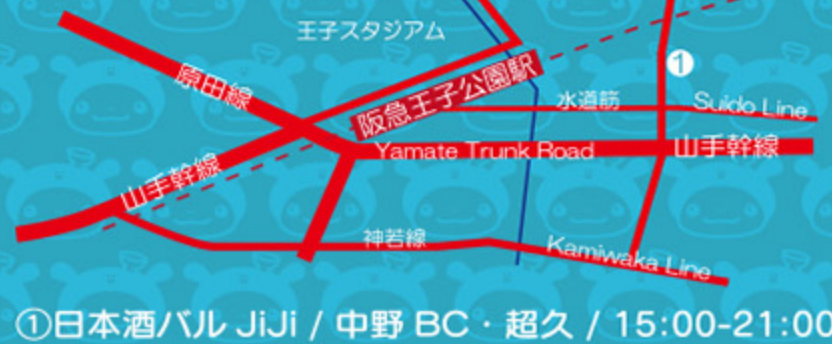 王子スタジアム
原田線
阪急王子公園駅
①
水道筋
Suido Line
山手幹線
Yamate Trunk Road
山手幹線
神若線
Kamiwaka Line
①日本酒バル JiJi / 中野 BC・超久 / 15:00-21:00